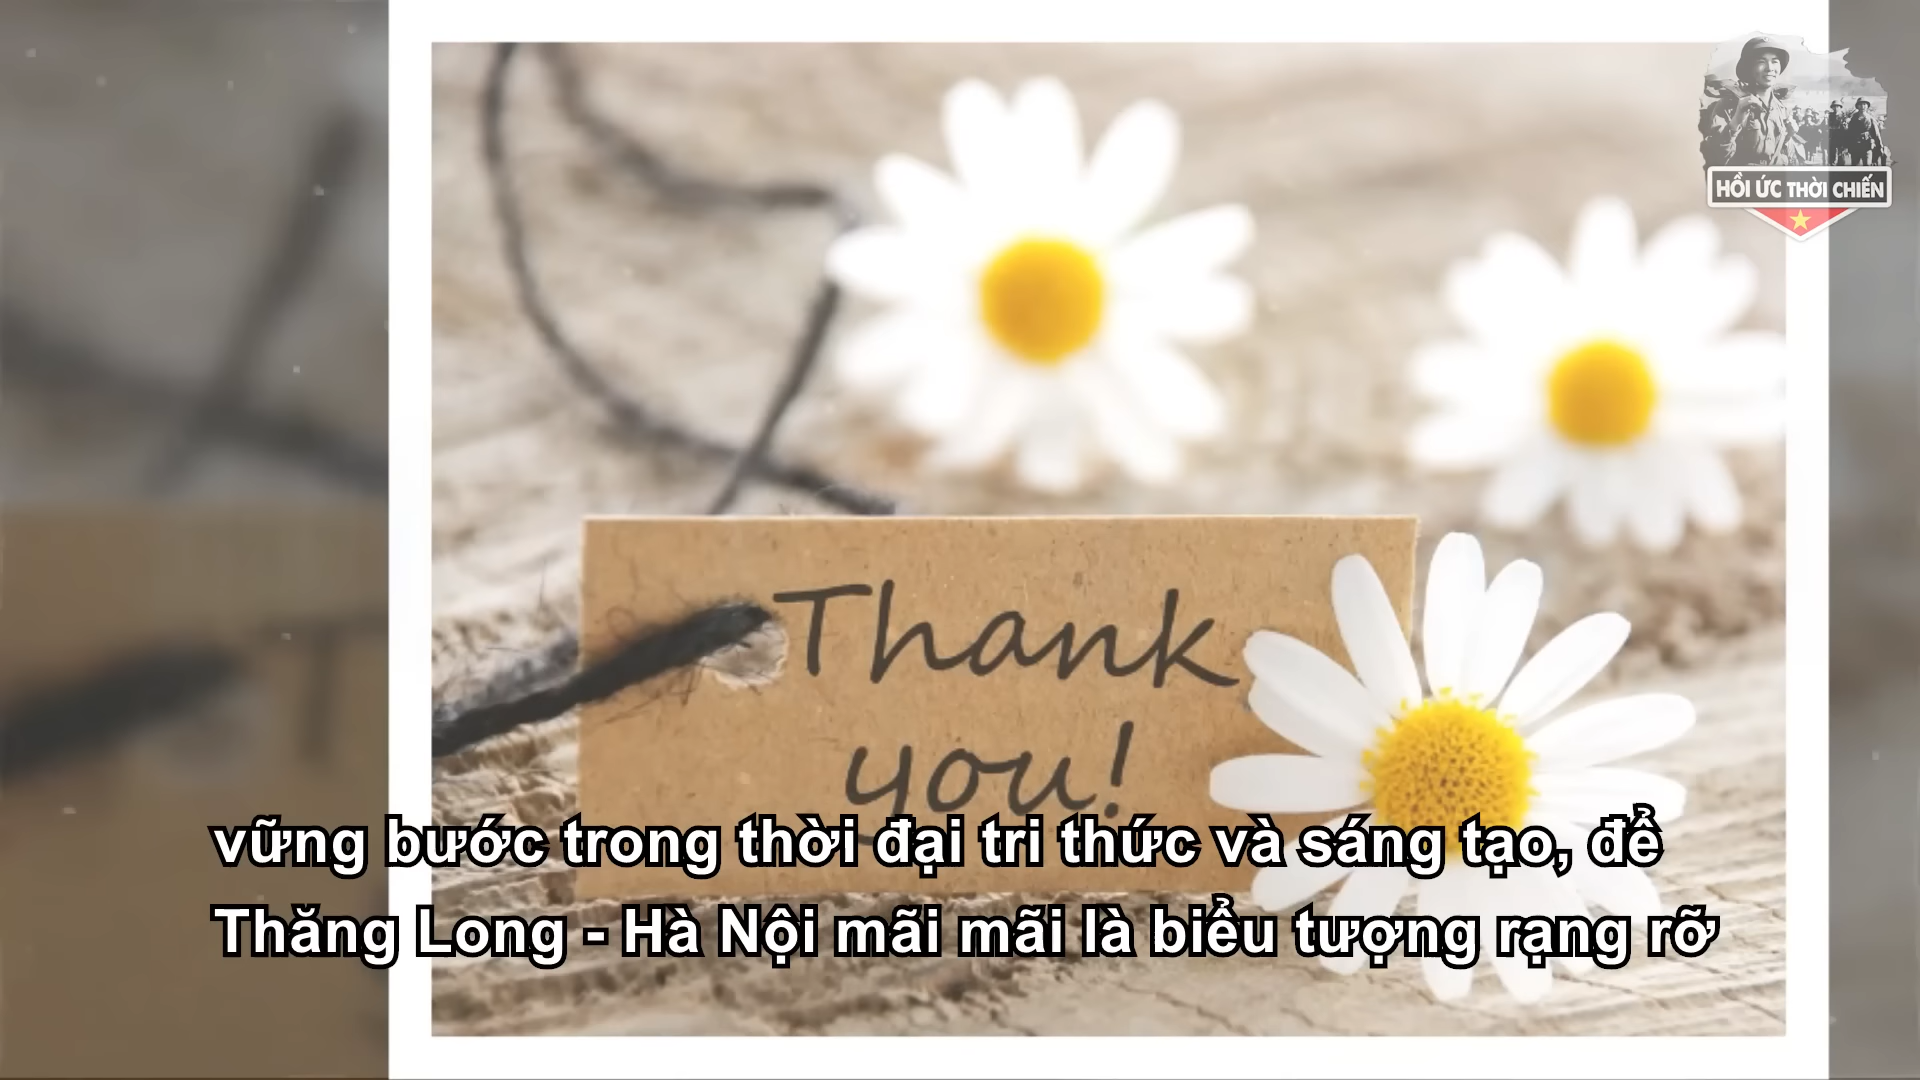 HỒI ỨC THỜI CHIẾN
Thank
you!
vững bước trong thời đại tri thức và sáng tạo, để
Thăng Long - Hà Nội mãi mãi là biểu tượng rạng rỡ